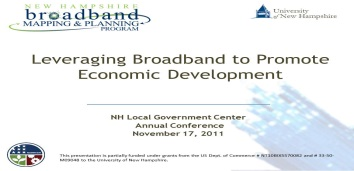 NEW HAMPSHIRE
broadband
MAPPING & PLANNING
PROGRAM
University
of New Hampshire
Leveraging Broadband to Promote
Economic Development
NH Local Government Center
Annual Conference
November 17, 2011
This presentation is partially funded under grants from the US Dept. of Commerce # and # 33-50-
M09048 to the University of New Hampshire.